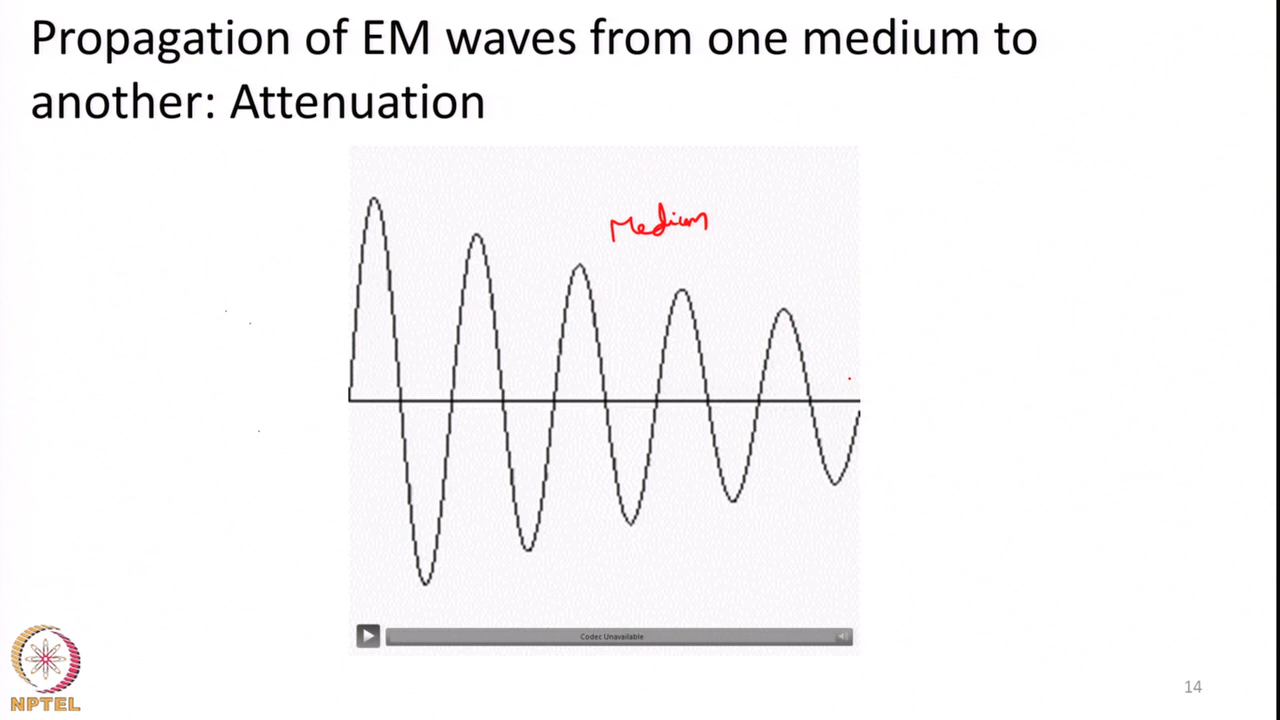 Propagation of EM waves from one medium to
another: Attenuation
Medium
Codec Unavailable
NPTEL
14